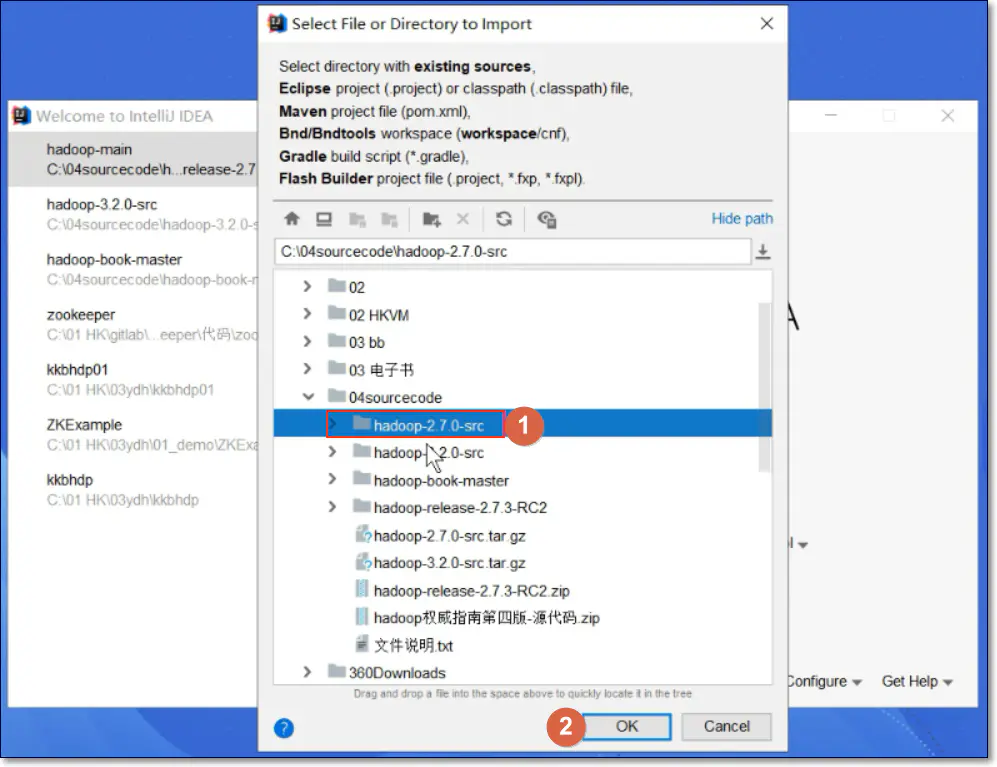 Select File or Directory to Import
Select directory with existing sources,
Eclipse project (.project) or classpath (.classpath) file,
Maven project file (pom.xml),
Bnd/Bndtools workspace (workspace/cnf),
Gradle build script (*.gradle),
Flash Builder project file (.project, *.fxp, *.fxpl).
Hide path
C:\04sourcecode\hadoop-2.7.0-src
02
02 HKVM
03 bb
03 电子书
04sourcecode
hadoop-2.7.0-src
1
hadoop-2.0-src
hadoop-book-master
hadoop-release-2.7.3-RC2
hadoop-2.7.0-src.tar.gz
hadoop-3.2.0-src.tar.gz
hadoop-release-2.7.3-RC2.zip
hadoop权威指南第四版-源代码.zip
文件说明.txt
360Downloads
Drag and drop a file into the space above to quickly locate it in the tree
?
2
OK
Cancel
Welcome to IntelliJ IDEA
hadoop-main
C:\04sourcecode\h...release-2.7
hadoop-3.2.0-src
C:\04sourcecode\hadoop-3.2.0-s
hadoop-book-master
C:\04sourcecode\hadoop-book-r
zookeeper
C:\01 HK\gitlab\...eeper\代码\zoo
kkbhdp01
C:\01 HK\03ydh\kkbhdp01
ZKExample
C:\01 HK\03ydh\01_demo\ZKExa
kkbhdp
C:\01 HK\03ydh\kkbhdp
A
Configure
Get Help